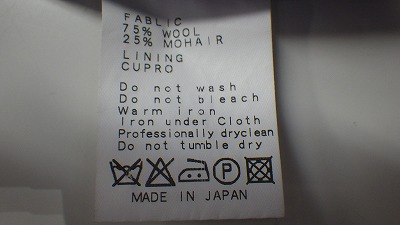 FABLIC
75% WOOL
25% MOHAIR
LINING
CUPRO
Do not wash
Do not bleach
Warm iron
Iron under Cloth
Professionally dryclean
Do not tumble dry
P
MADE IN JAPAN